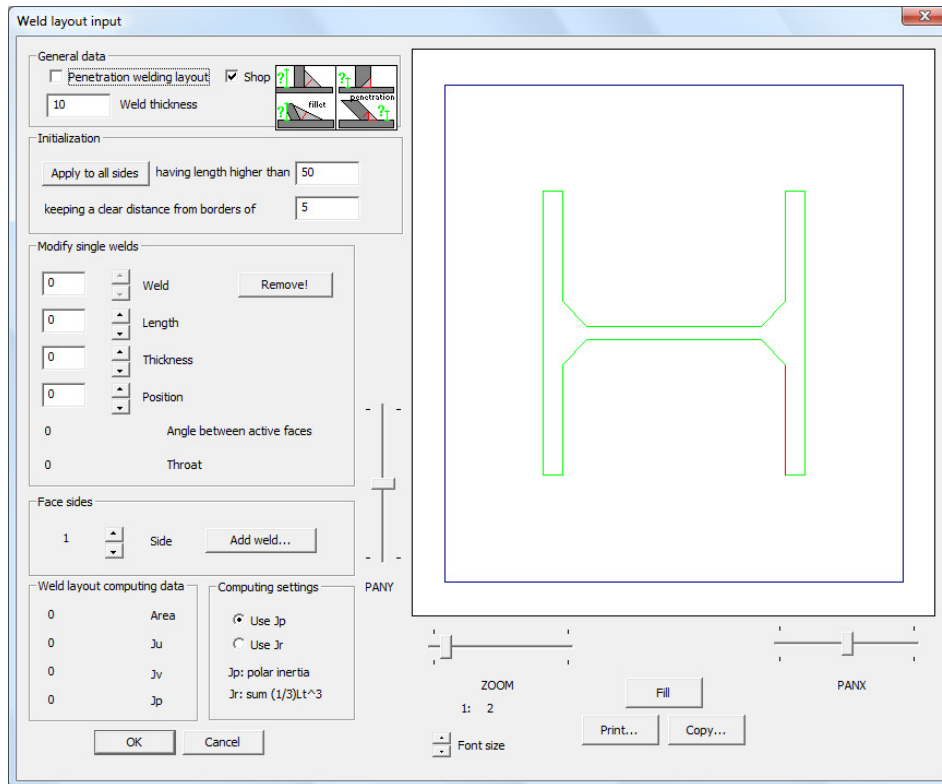 Weld layout input
General data
Penetration welding layout
Shop
10
Weld thickness
?
?
?
fillet
penetration
?
Initialization
Apply to all sides
having length higher than
50
keeping a clear distance from borders of
5
Modify single welds
0
Weld
Remove!
0
Length
0
Thickness
0
Position
0
Angle between active faces
0
Throat
Face sides
1
Side
Add weld...
Weld layout computing data
0
Area
0
Ju
0
Jv
0
Jp
Computing settings
Use Jp
Use Jr
Jp: polar inertia
Jr: sum (1/3)Lt^3
PANY
ZOOM
1: 2
Font size
Fill
Print...
Copy...
PANX
OK
Cancel